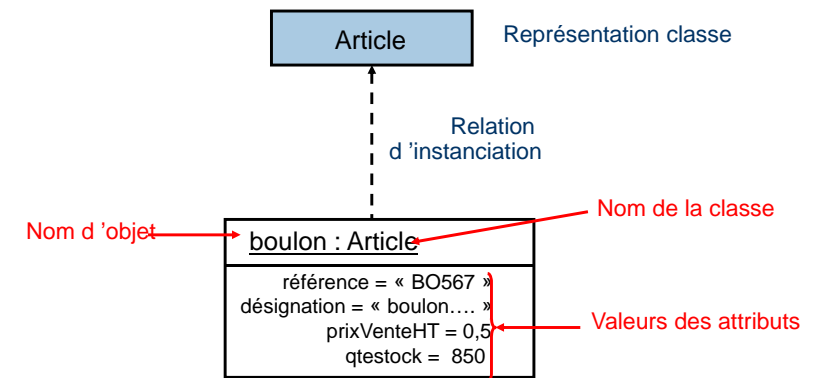 Article
Représentation classe
Relation
d ’instanciation
Nom de la classe
Nom d ’objet
boulon : Article
référence = « BO567 »
désignation = « boulon…. »
prixVenteHT = 0,5
qtestock = 850
Valeurs des attributs